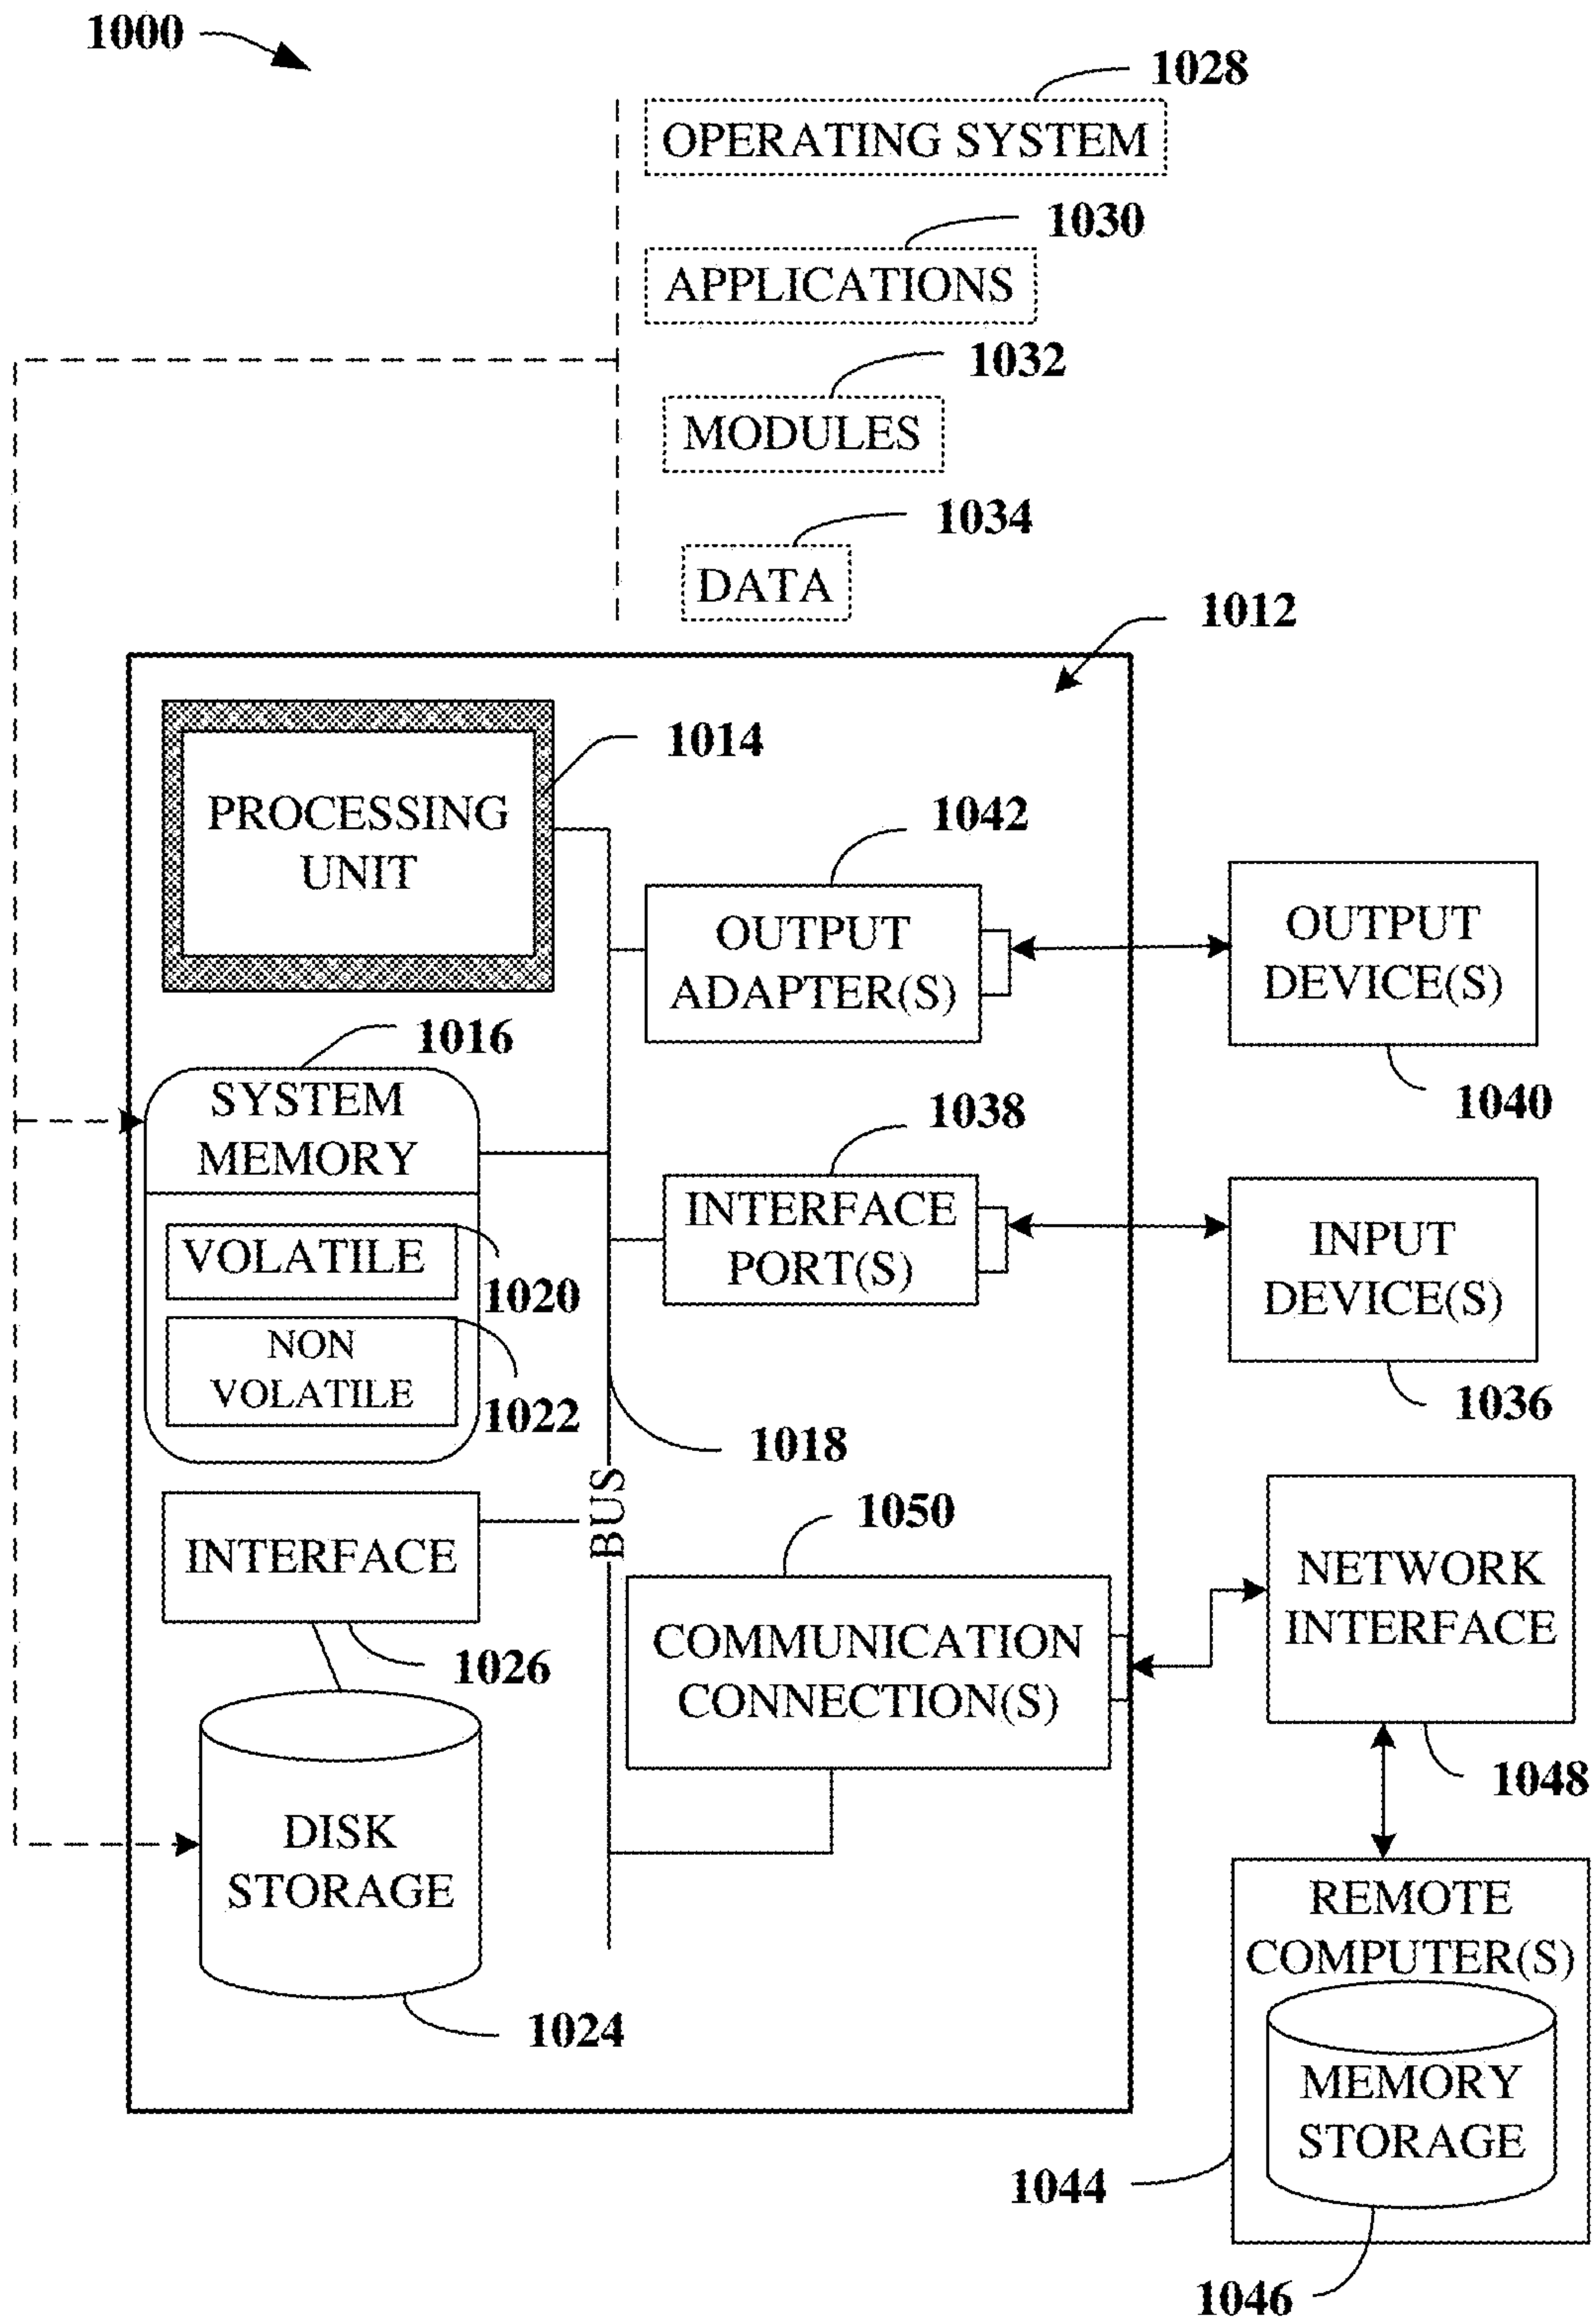 1000
1028
OPERATING SYSTEM
1030
APPLICATIONS
1032
MODULES
1034
DATA
1012
PROCESSING
UNIT
1014
1042
OUTPUT
ADAPTER(S)
OUTPUT
DEVICE(S)
1040
1016
SYSTEM
MEMORY
VOLATILE
1020
NON
VOLATILE
1022
1038
INTERFACE
PORT(S)
INPUT
DEVICE(S)
1036
1018
BUS
INTERFACE
1026
1050
COMMUNICATION
CONNECTION(S)
NETWORK
INTERFACE
1048
DISK
STORAGE
1024
REMOTE
COMPUTER(S)
MEMORY
STORAGE
1044
1046